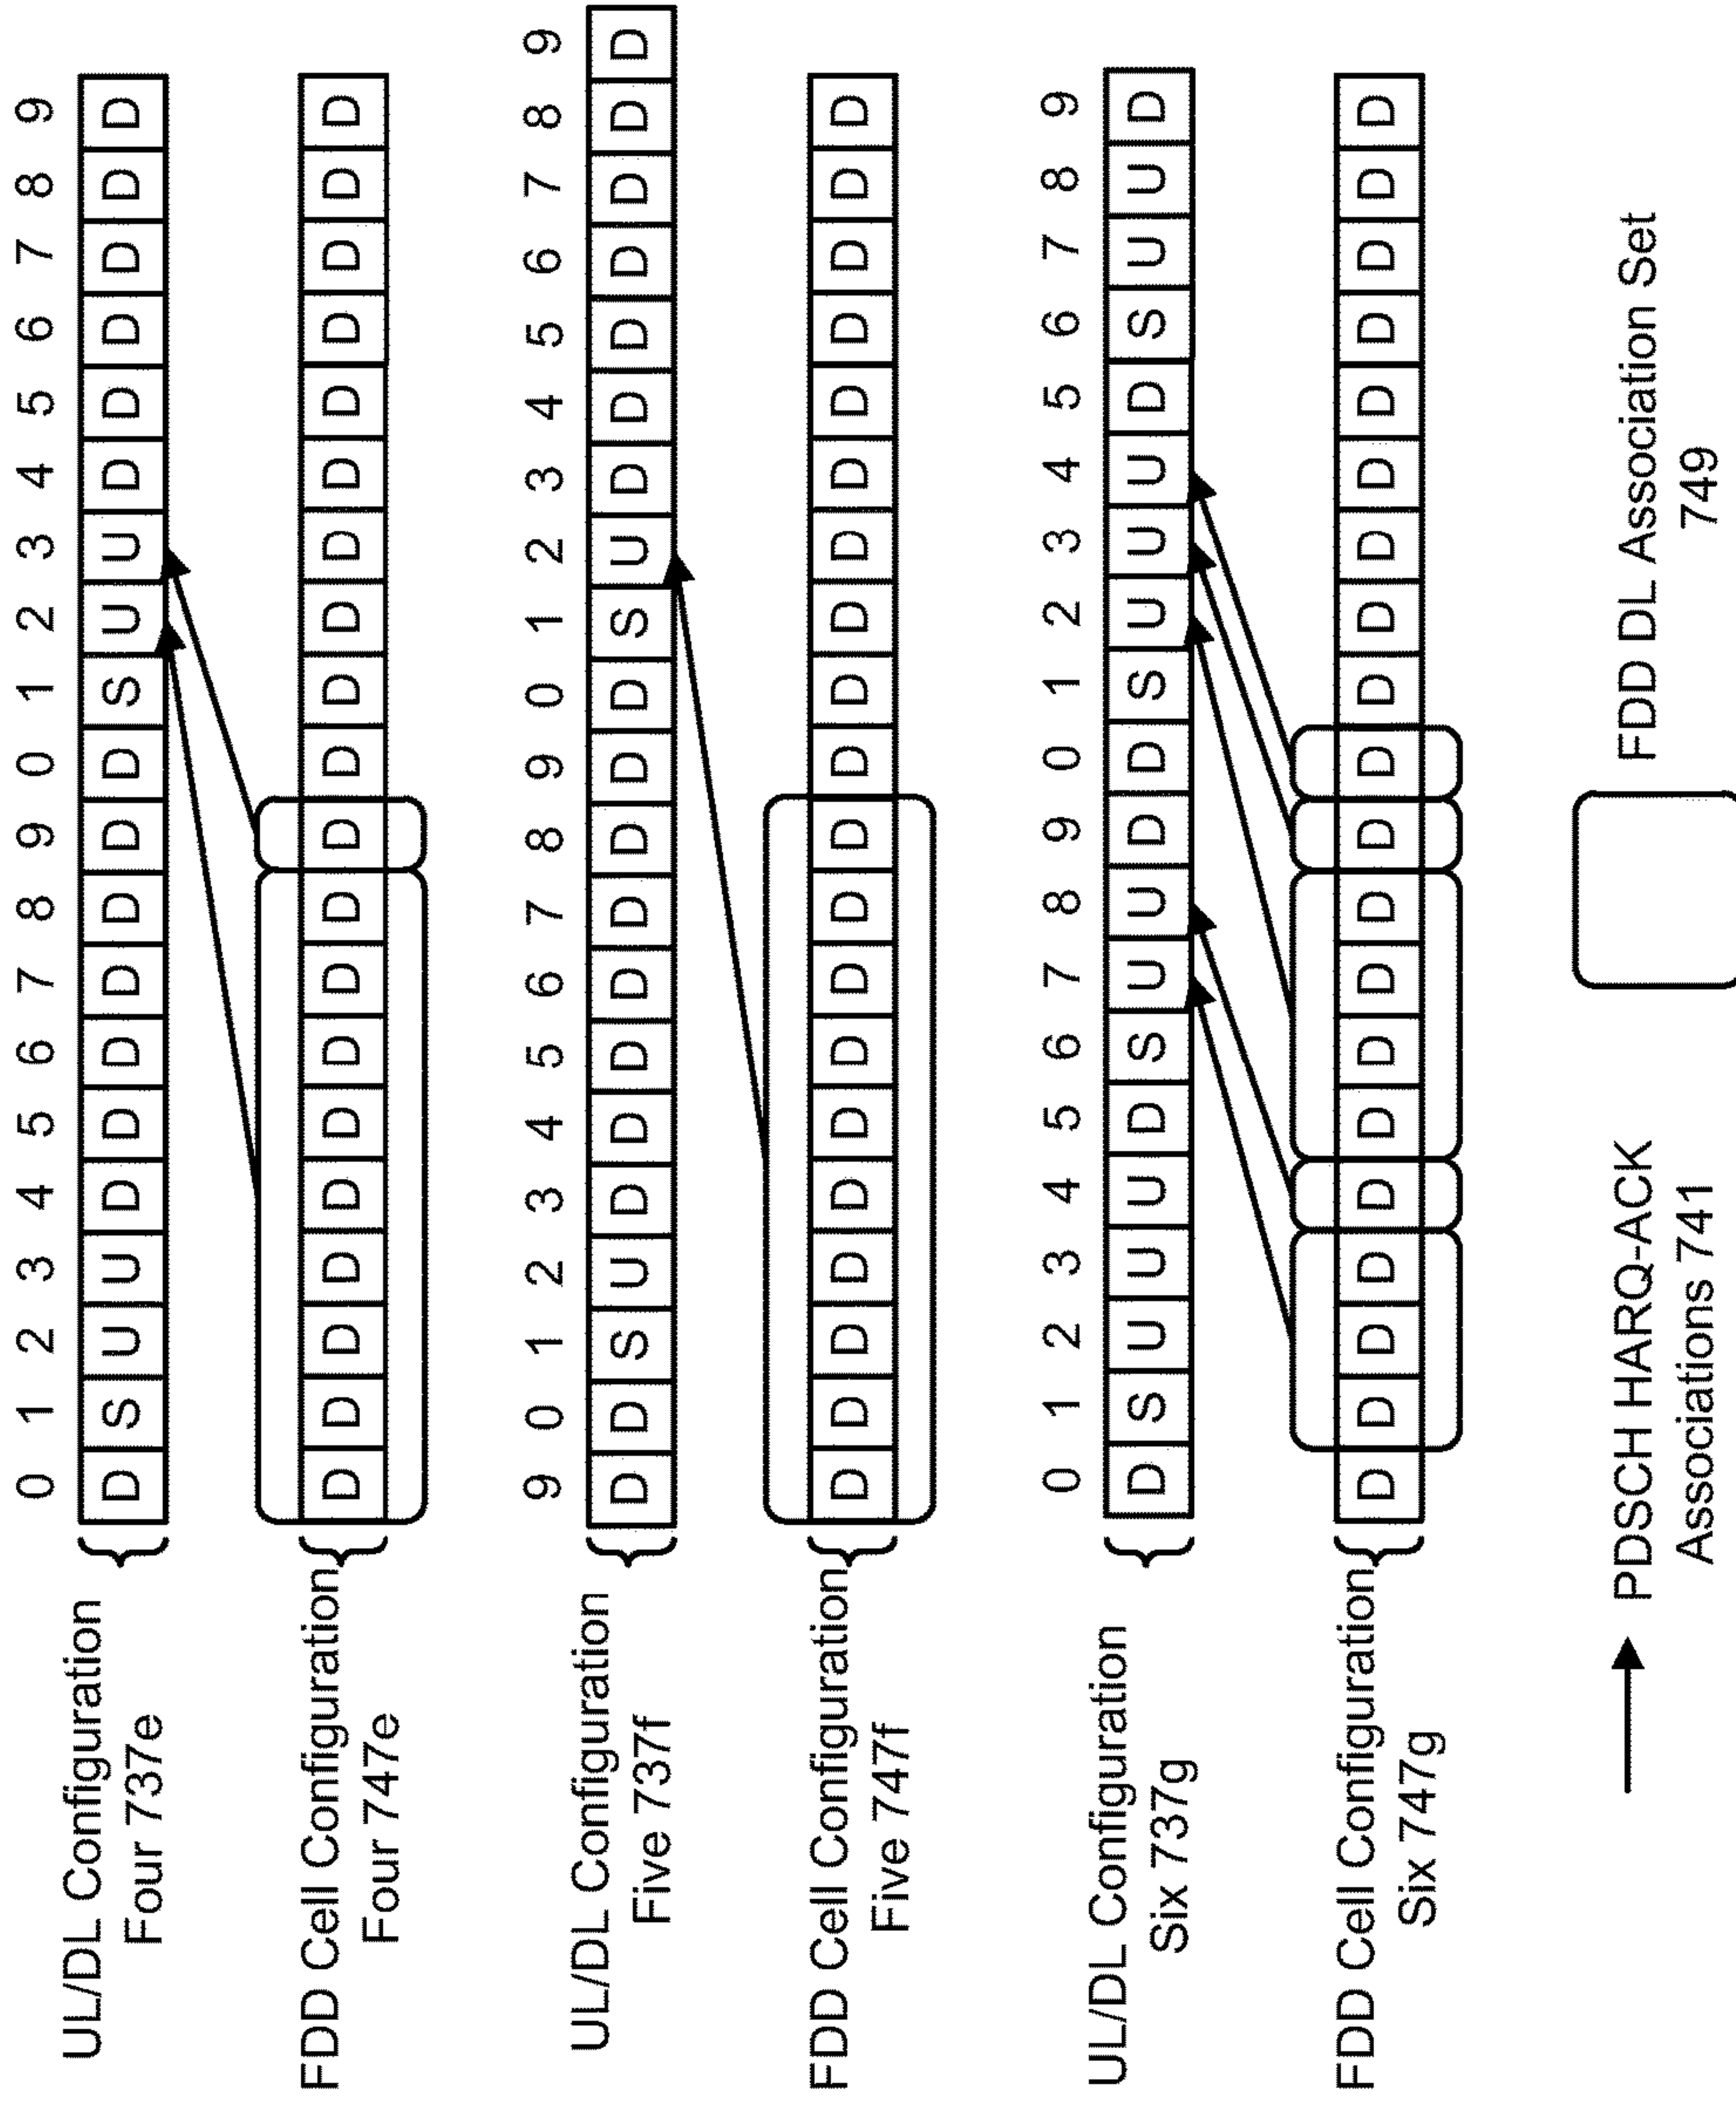 0 1 2 3 4 5 6 7 8 9 0 1 2 3 4 5 6 7 8 9
UL/DL Configuration
Four 737e
D S U U D D D D D D D S U U D D D D D D
FDD Cell Configuration
Four 747e
D D D D D D D D D D D D D D D D D D D D
9 0 1 2 3 4 5 6 7 8 9 0 1 2 3 4 5 6 7 8 9
UL/DL Configuration
Five 737f
D D S U D D D D D D D D S U D D D D D D D
FDD Cell Configuration
Five 747f
D D D D D D D D D D D D D D D D D D D D
0 1 2 3 4 5 6 7 8 9 0 1 2 3 4 5 6 7 8 9
UL/DL Configuration
Six 737g
D S U U U D S U U D D S U U U D S U U D
FDD Cell Configuration
Six 747g
D D D D D D D D D D D D D D D D D D D D
PDSCH HARQ-ACK
Associations 741
FDD DL Association Set
749